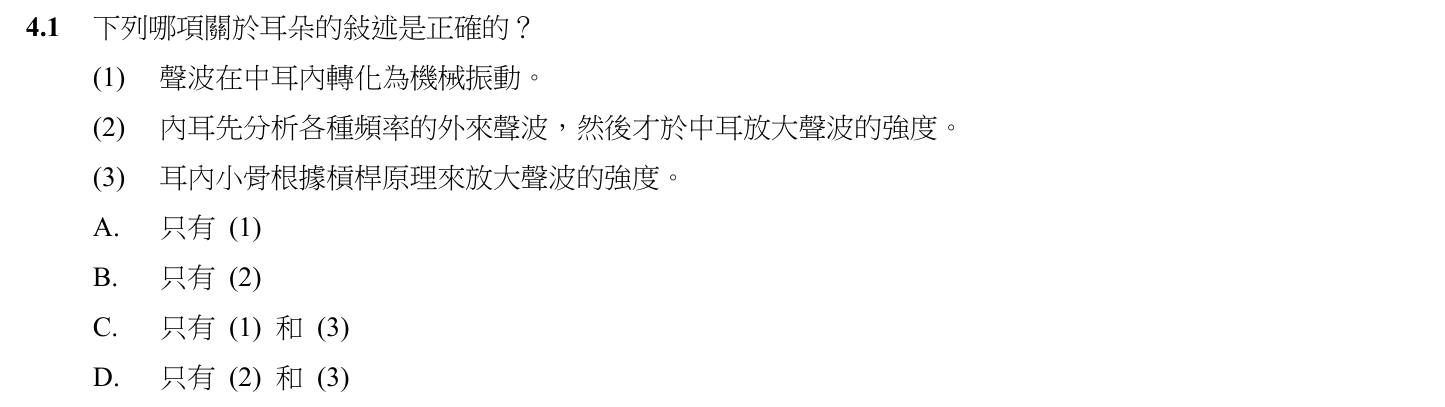 4.1 下列哪項關於耳朵的敍述是正確的？
(1) 聲波在中耳內轉化為機械振動。
(2) 內耳先分析各種頻率的外來聲波，然後才於中耳放大聲波的強度。
(3) 耳內小骨根據槓桿原理來放大聲波的強度。
A. 只有 (1)
B. 只有 (2)
C. 只有 (1) 和 (3)
D. 只有 (2) 和 (3)